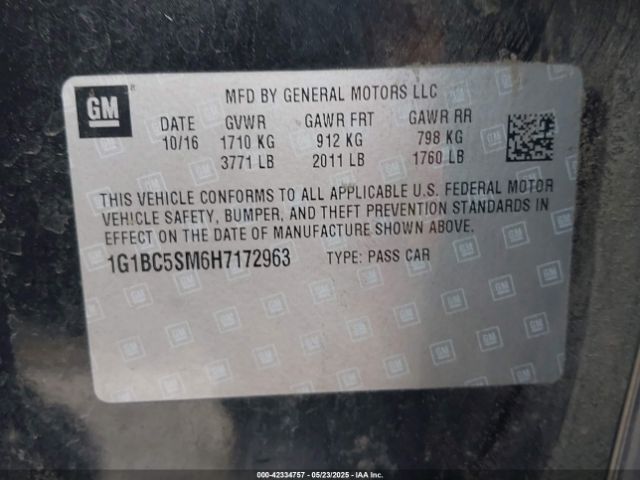 GM
MFD BY GENERAL MOTORS LLC
DATE GVWR GAWR FRT GAWR RR
10/16 1710 KG 912 KG 798 KG
3771 LB 2011 LB 1760 LB
THIS VEHICLE CONFORMS TO ALL APPLICABLE U.S. FEDERAL MOTOR
VEHICLE SAFETY, BUMPER, AND THEFT PREVENTION STANDARDS IN
EFFECT ON THE DATE OF MANUFACTURE SHOWN ABOVE.
1G1BC5SM6H7172963 TYPE: PASS CAR
000-42334757 - 05/23/2025 - IAAI.COM